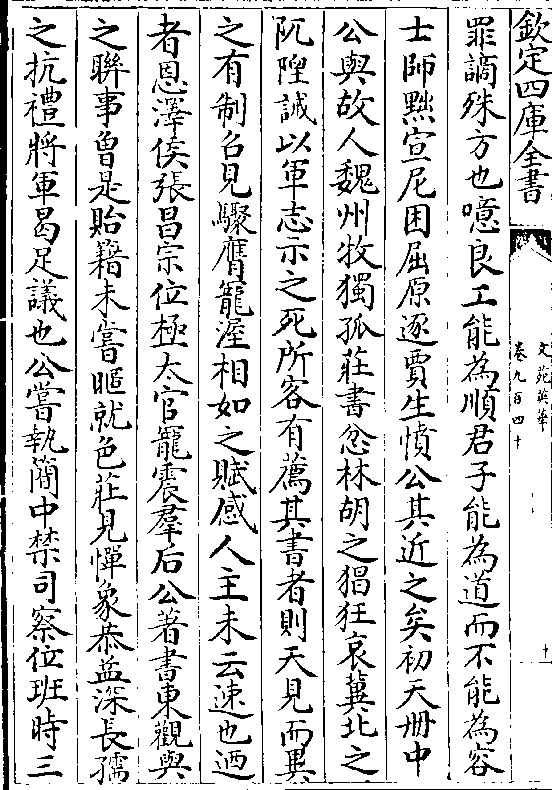 欽定四庫全書
文苑英華
卷九百四十
十
罪謫殊方也噫良工能為順君子能為道而不能為容
士師黜宣尼困屈原逐賈生憤公其近之矣初天冊中
公與故人魏州牧獨孤莊書忿林胡之猖狂哀冀北之
阢隉誠以軍志示之死所客有薦其書者則天見而異
之有制召見驟膺寵渥相如之賦感人主未云速也迺
者恩澤侯張昌宗位極太官寵震羣后公著書東觀與
之聯事曾是貽籍未嘗暱就色莊見憚象恭益深長孺
之抗禮將軍曷足議也公嘗執簡中禁司察位班時三